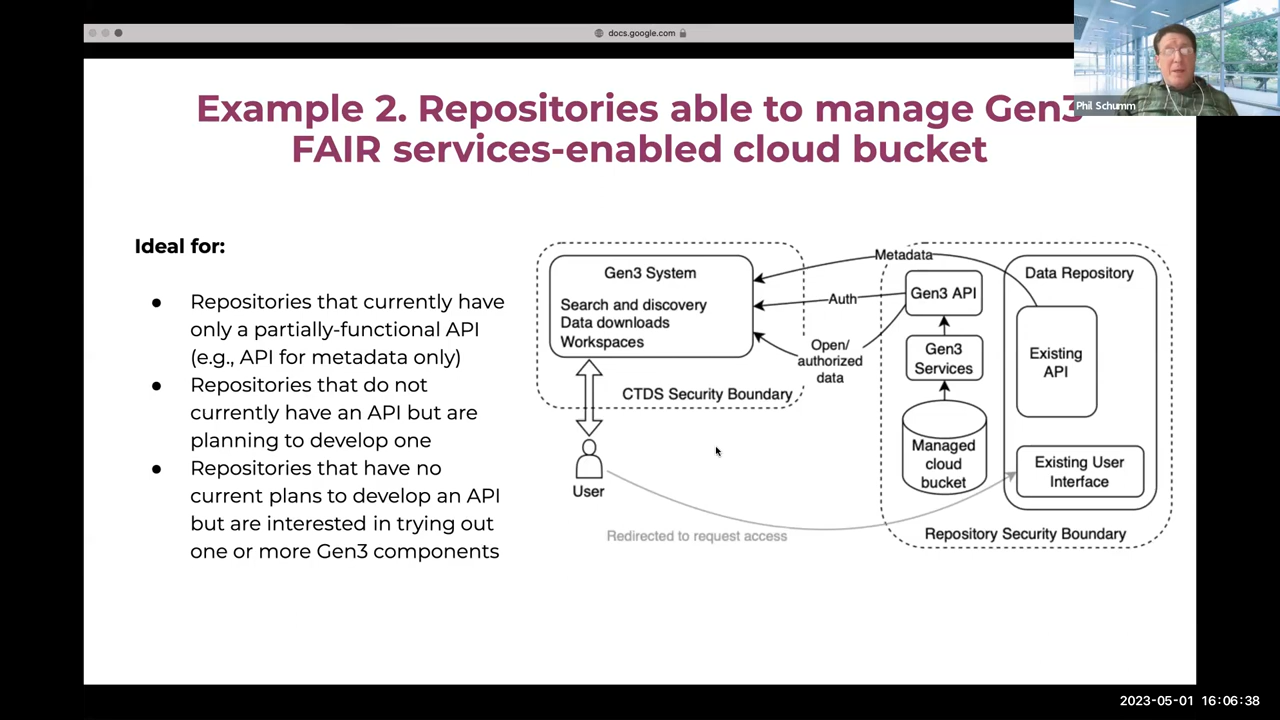 docs.google.com
Phil Schumm
Example 2. Repositories able to manage Gen3
FAIR services-enabled cloud bucket
Ideal for:
● Repositories that currently have
only a partially-functional API
(e.g., API for metadata only)
● Repositories that do not
currently have an API but are
planning to develop one
● Repositories that have no
current plans to develop an API
but are interested in trying out
one or more Gen3 components
Gen3 System
Search and discovery
Data downloads
Workspaces
CTDS Security Boundary
User
Redirected to request access
Metadata
Auth
Open/
authorized
data
Gen3 API
Gen3
Services
Managed
cloud
bucket
Data Repository
Existing
API
Existing User
Interface
Repository Security Boundary
2023-05-01 16:06:38